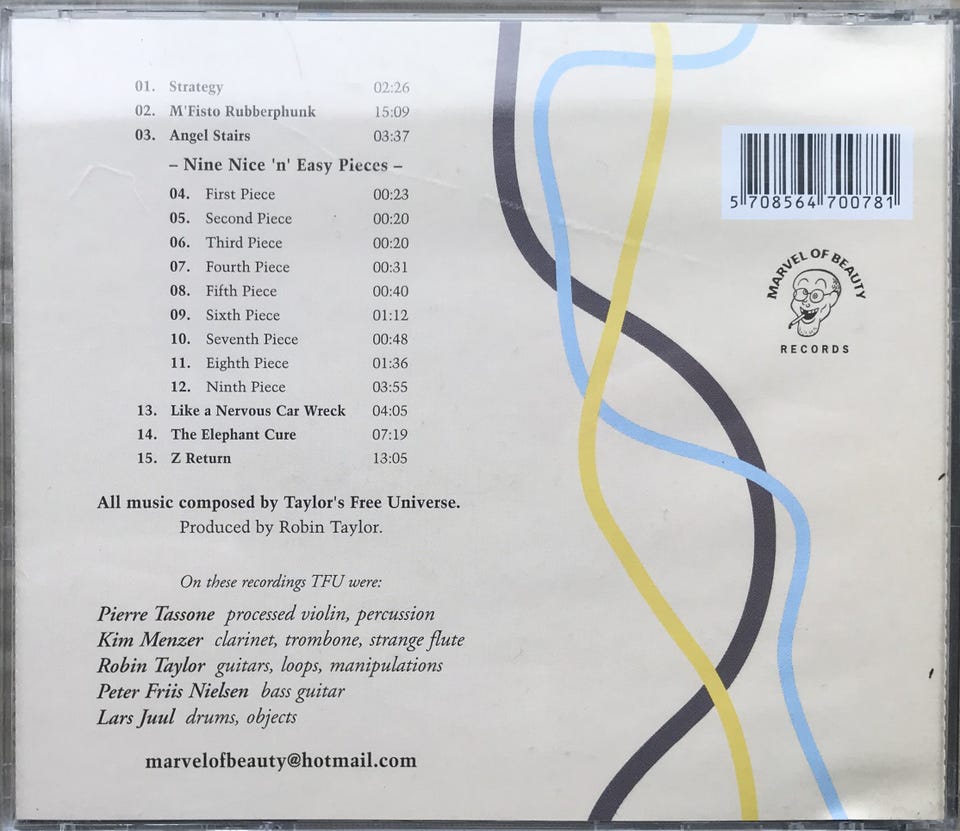 01. Strategy 02:26
02. M'Fisto Rubberphunk 15:09
03. Angel Stairs 03:37
– Nine Nice 'n' Easy Pieces –
04. First Piece 00:23
05. Second Piece 00:20
06. Third Piece 00:20
07. Fourth Piece 00:31
08. Fifth Piece 00:40
09. Sixth Piece 01:12
10. Seventh Piece 00:48
11. Eighth Piece 01:36
12. Ninth Piece 03:55
13. Like a Nervous Car Wreck 04:05
14. The Elephant Cure 07:19
15. Z Return 13:05
All music composed by Taylor's Free Universe.
Produced by Robin Taylor.
On these recordings TFU were:
Pierre Tassone processed violin, percussion
Kim Menzer clarinet, trombone, strange flute
Robin Taylor guitars, loops, manipulations
Peter Friis Nielsen bass guitar
Lars Juul drums, objects
marvelofbeauty@hotmail.com
5 708564 700781
MARVEL OF BEAUTY
RECORDS